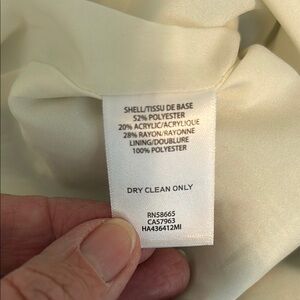 SHELL/TISSU DE BASE
52% POLYESTER
20% ACRYLIC/ACRYLIQUE
28% RAYON/RAYONNE
LINING/DOUBLURE
100% POLYESTER
DRY CLEAN ONLY
RN58665
CA57963
HA436412MI